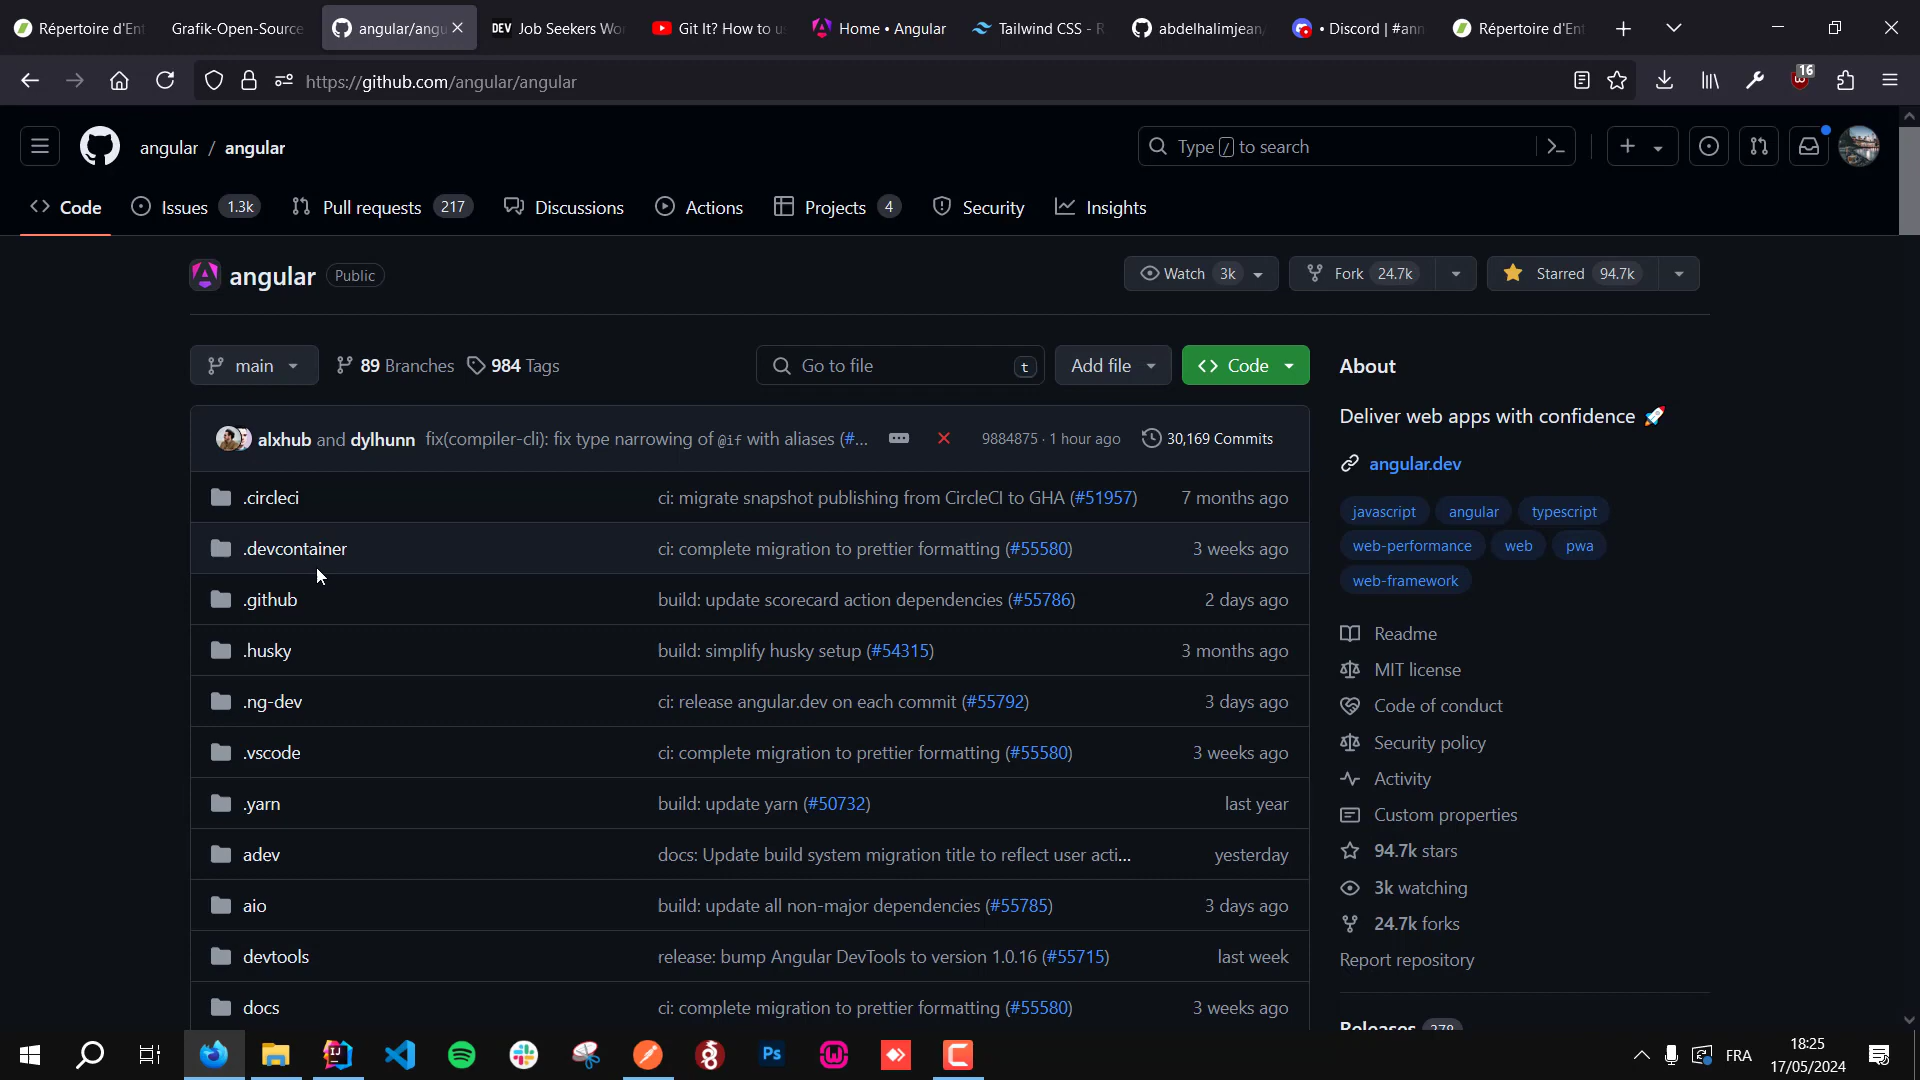 Répertoire d'Ent
Grafik-Open-Source
angular/angu
DEV Job Seekers Wo
Git It? How to u
Home • Angular
Tailwind CSS - R
abdelhalimjean/
• Discord | #ann
Répertoire d'Ent
https://github.com/angular/angular
16
angular / angular
Type / to search
Code
Issues 1.3k
Pull requests 217
Discussions
Actions
Projects 4
Security
Insights
angular Public
Watch 3k
Fork 24.7k
Starred 94.7k
main
89 Branches
984 Tags
Go to file t
Add file
Code
alxhub and dylhunn fix(compiler-cli): fix type narrowing of @if with aliases (#... 9884875 · 1 hour ago 30,169 Commits
.circleci ci: migrate snapshot publishing from CircleCI to GHA (#51957) 7 months ago
.devcontainer ci: complete migration to prettier formatting (#55580) 3 weeks ago
.github build: update scorecard action dependencies (#55786) 2 days ago
.husky build: simplify husky setup (#54315) 3 months ago
.ng-dev ci: release angular.dev on each commit (#55792) 3 days ago
.vscode ci: complete migration to prettier formatting (#55580) 3 weeks ago
.yarn build: update yarn (#50732) last year
adev docs: Update build system migration title to reflect user acti... yesterday
aio build: update all non-major dependencies (#55785) 3 days ago
devtools release: bump Angular DevTools to version 1.0.16 (#55715) last week
docs ci: complete migration to prettier formatting (#55580) 3 weeks ago
About
Deliver web apps with confidence 🚀
angular.dev
javascript angular typescript
web-performance web pwa
web-framework
Readme
MIT license
Code of conduct
Security policy
Activity
Custom properties
94.7k stars
3k watching
24.7k forks
Report repository
Releases 278
IJ
Ps
FRA
18:25
17/05/2024